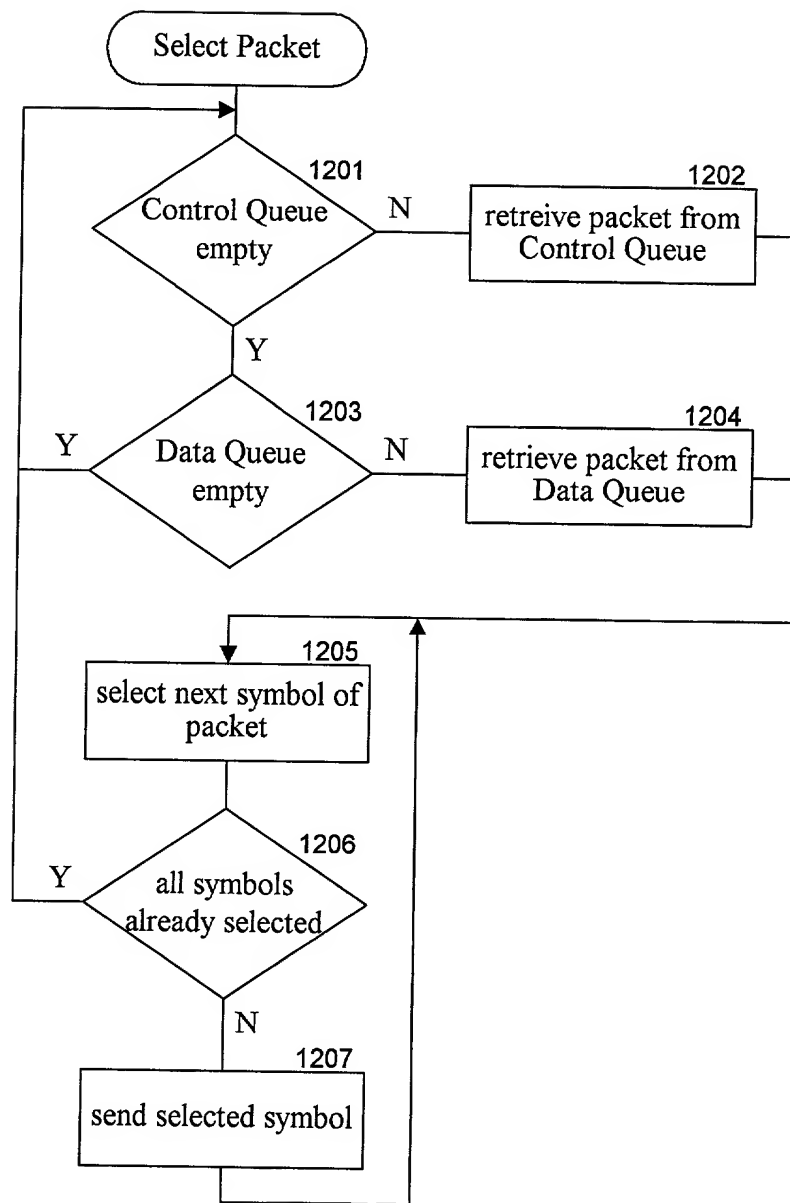 Select Packet
1201
Control Queue
empty
N
1202
retreive packet from
Control Queue
Y
1203
Y
Data Queue
empty
N
1204
retrieve packet from
Data Queue
1205
select next symbol of
packet
1206
Y
all symbols
already selected
N
1207
send selected symbol